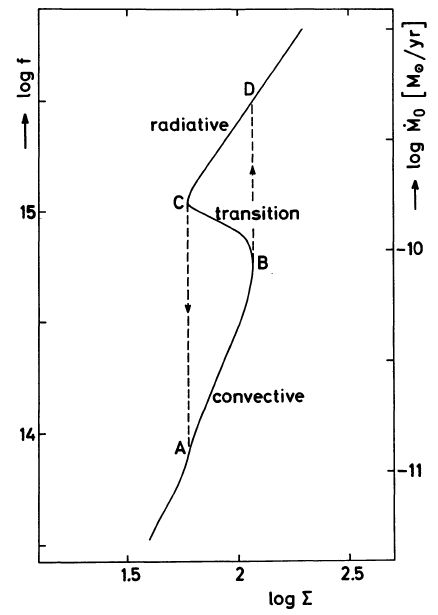 → log f
→ log Ṁ₀ [M⊙/yr]
D
radiative
15
C
transition
-10
B
convective
14
A
-11
1.5
2
2.5
log Σ